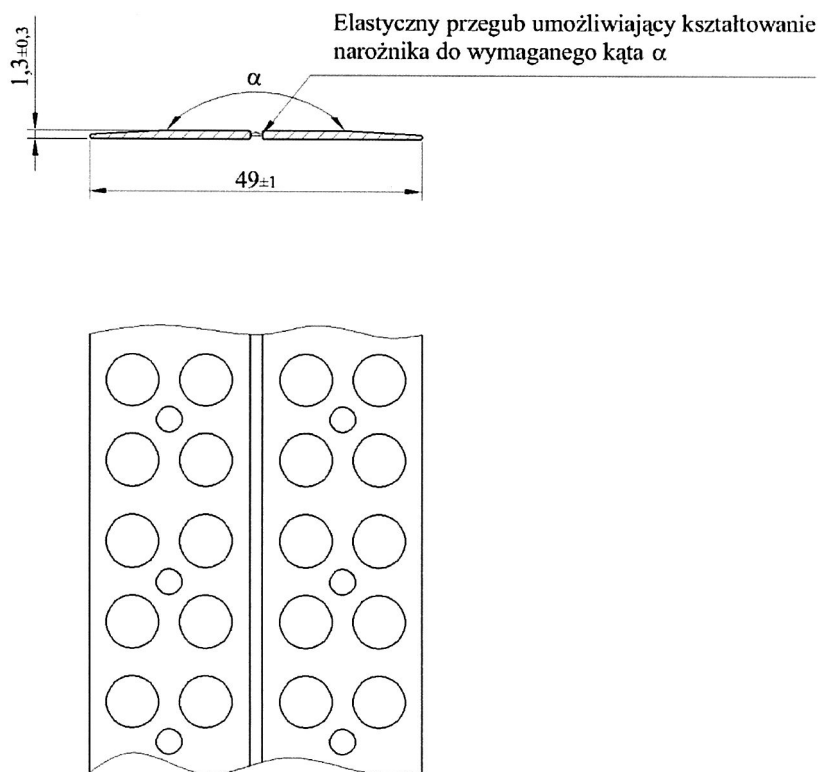 Elastyczny przegub umożliwiający kształtowanie
narożnika do wymaganego kąta α
1,3±0,3
α
49±1